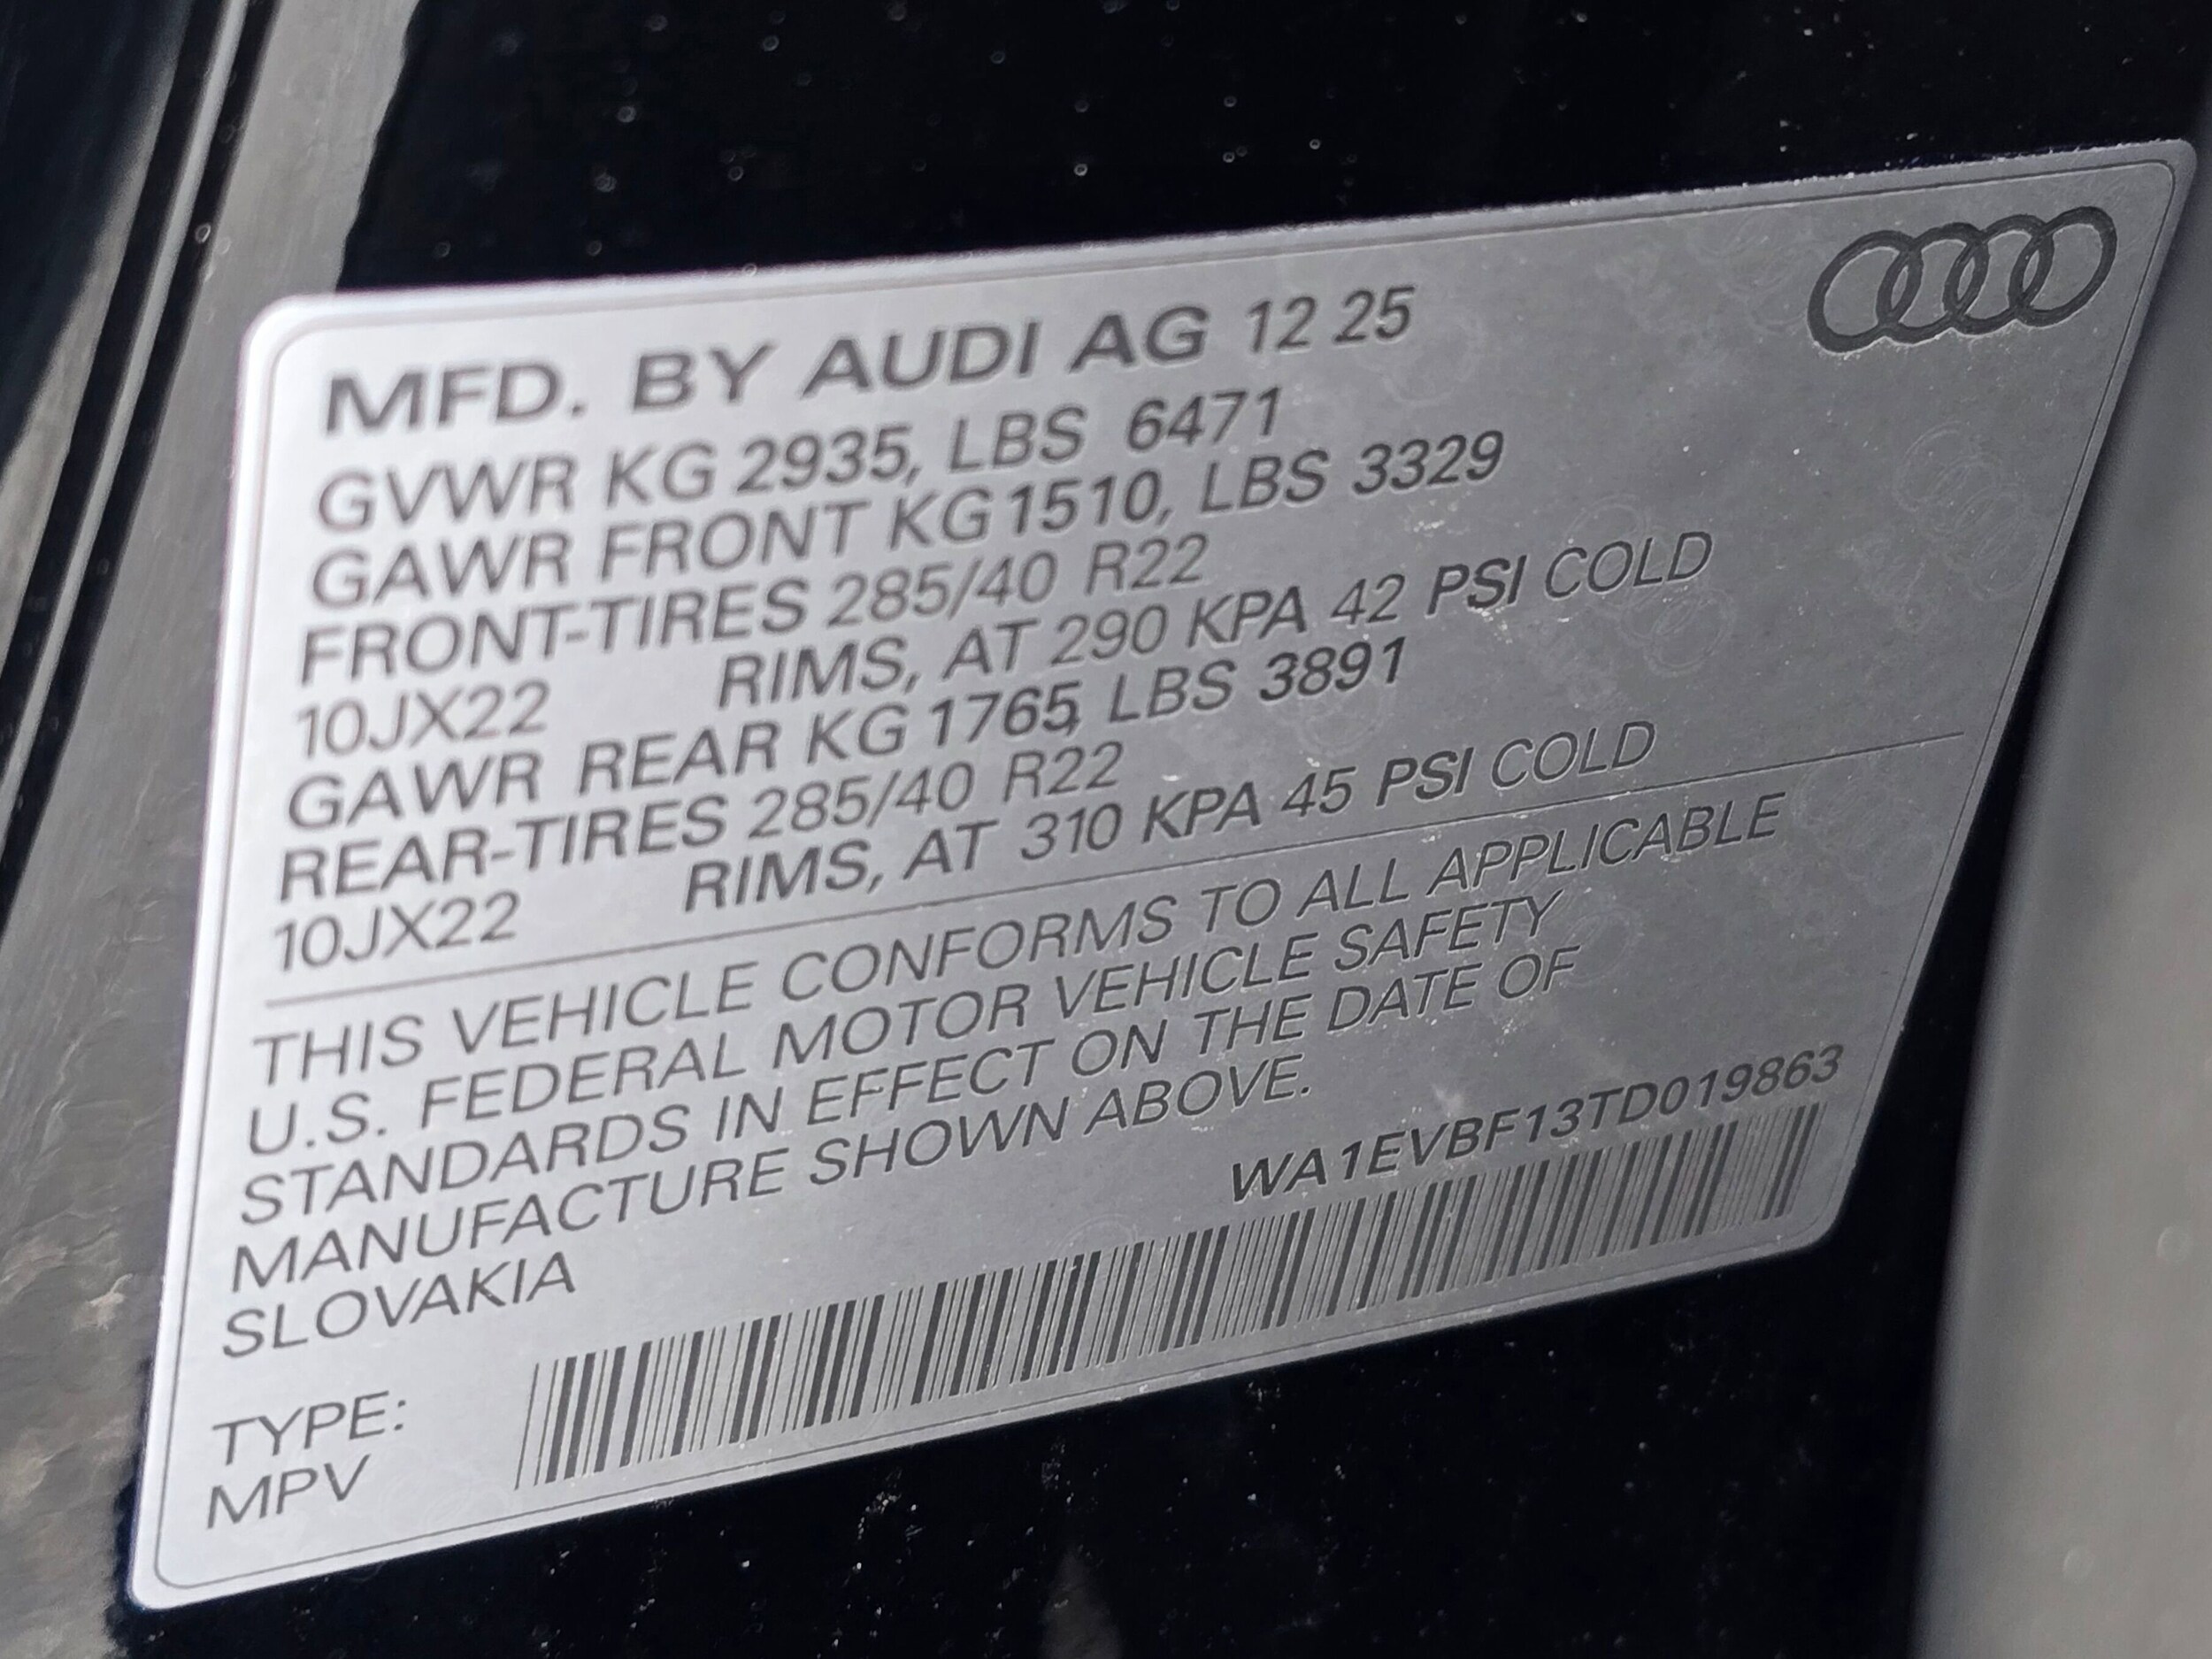 MFD. BY AUDI AG 12 25
GVWR KG 2935, LBS 6471
GAWR FRONT KG 1510, LBS 3329
FRONT-TIRES 285/40 R22
10JX22 RIMS, AT 290 KPA 42 PSI COLD
GAWR REAR KG 1765, LBS 3891
REAR-TIRES 285/40 R22
10JX22 RIMS, AT 310 KPA 45 PSI COLD
THIS VEHICLE CONFORMS TO ALL APPLICABLE
U.S. FEDERAL MOTOR VEHICLE SAFETY
STANDARDS IN EFFECT ON THE DATE OF
MANUFACTURE SHOWN ABOVE.
SLOVAKIA
WA1EVBF13TD019863
TYPE:
MPV